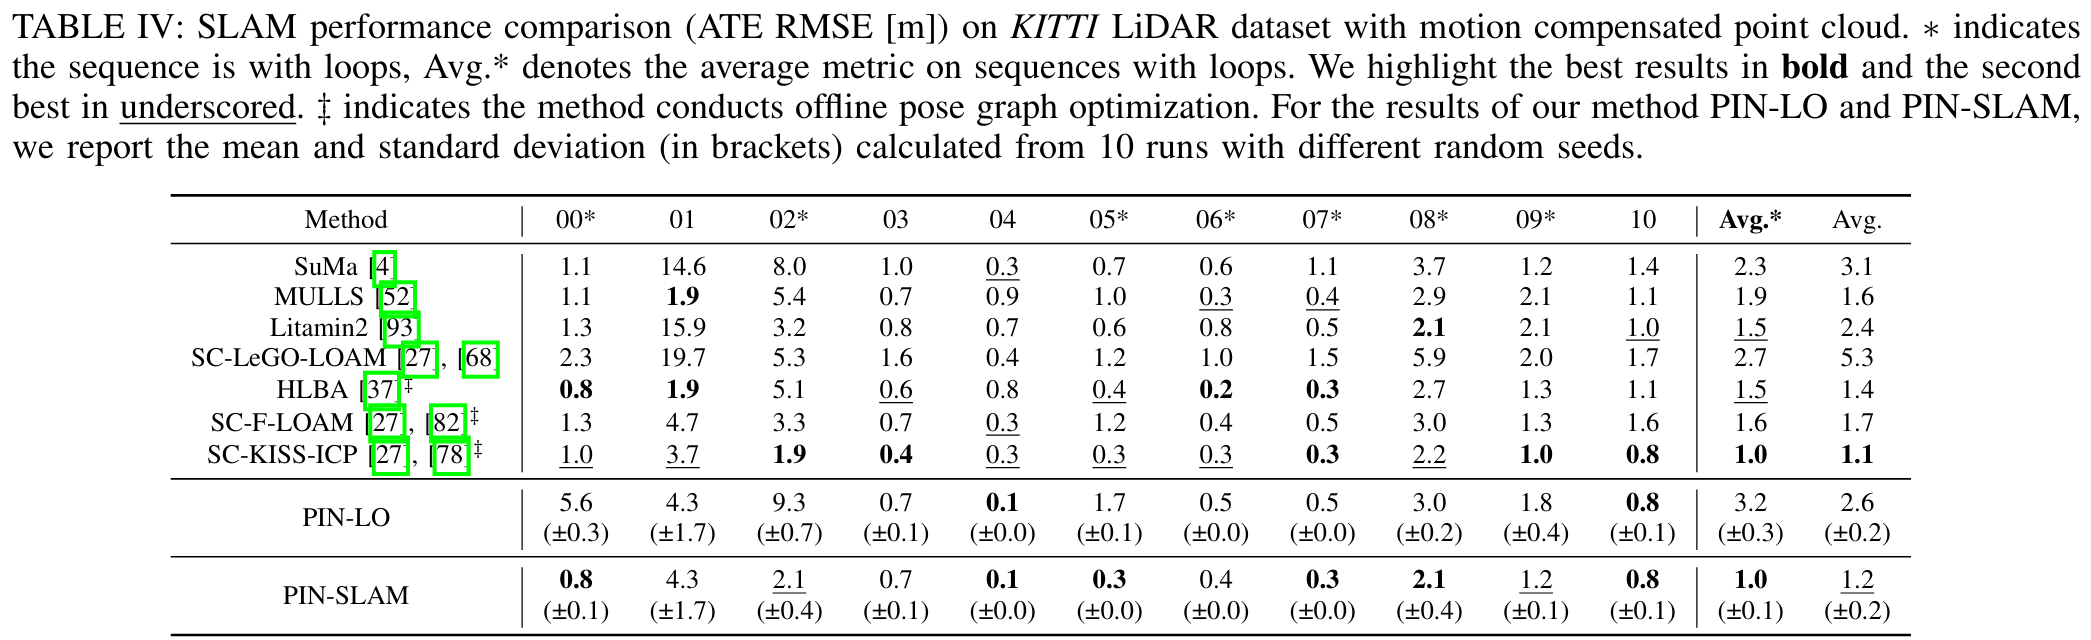 TABLE IV: SLAM performance comparison (ATE RMSE [m]) on KITTI LiDAR dataset with motion compensated point cloud. ∗ indicates
the sequence is with loops, Avg.* denotes the average metric on sequences with loops. We highlight the best results in bold and the second
best in underscored. ‡ indicates the method conducts offline pose graph optimization. For the results of our method PIN-LO and PIN-SLAM,
we report the mean and standard deviation (in brackets) calculated from 10 runs with different random seeds.
Method 00* 01 02* 03 04 05* 06* 07* 08* 09* 10 Avg.* Avg.
SuMa [4] 1.1 14.6 8.0 1.0 0.3 0.7 0.6 1.1 3.7 1.2 1.4 2.3 3.1
MULLS [52] 1.1 1.9 5.4 0.7 0.9 1.0 0.3 0.4 2.9 2.1 1.1 1.9 1.6
Litamin2 [93] 1.3 15.9 3.2 0.8 0.7 0.6 0.8 0.5 2.1 2.1 1.0 1.5 2.4
SC-LeGO-LOAM [27], [68] 2.3 19.7 5.3 1.6 0.4 1.2 1.0 1.5 5.9 2.0 1.7 2.7 5.3
HLBA [37]‡ 0.8 1.9 5.1 0.6 0.8 0.4 0.2 0.3 2.7 1.3 1.1 1.5 1.4
SC-F-LOAM [27], [82]‡ 1.3 4.7 3.3 0.7 0.3 1.2 0.4 0.5 3.0 1.3 1.6 1.6 1.7
SC-KISS-ICP [27], [78]‡ 1.0 3.7 1.9 0.4 0.3 0.3 0.3 0.3 2.2 1.0 0.8 1.0 1.1
PIN-LO 5.6 4.3 9.3 0.7 0.1 1.7 0.5 0.5 3.0 1.8 0.8 3.2 2.6
(±0.3) (±1.7) (±0.7) (±0.1) (±0.0) (±0.1) (±0.0) (±0.0) (±0.2) (±0.4) (±0.1) (±0.3) (±0.2)
PIN-SLAM 0.8 4.3 2.1 0.7 0.1 0.3 0.4 0.3 2.1 1.2 0.8 1.0 1.2
(±0.1) (±1.7) (±0.4) (±0.1) (±0.0) (±0.0) (±0.0) (±0.0) (±0.4) (±0.1) (±0.1) (±0.1) (±0.2)